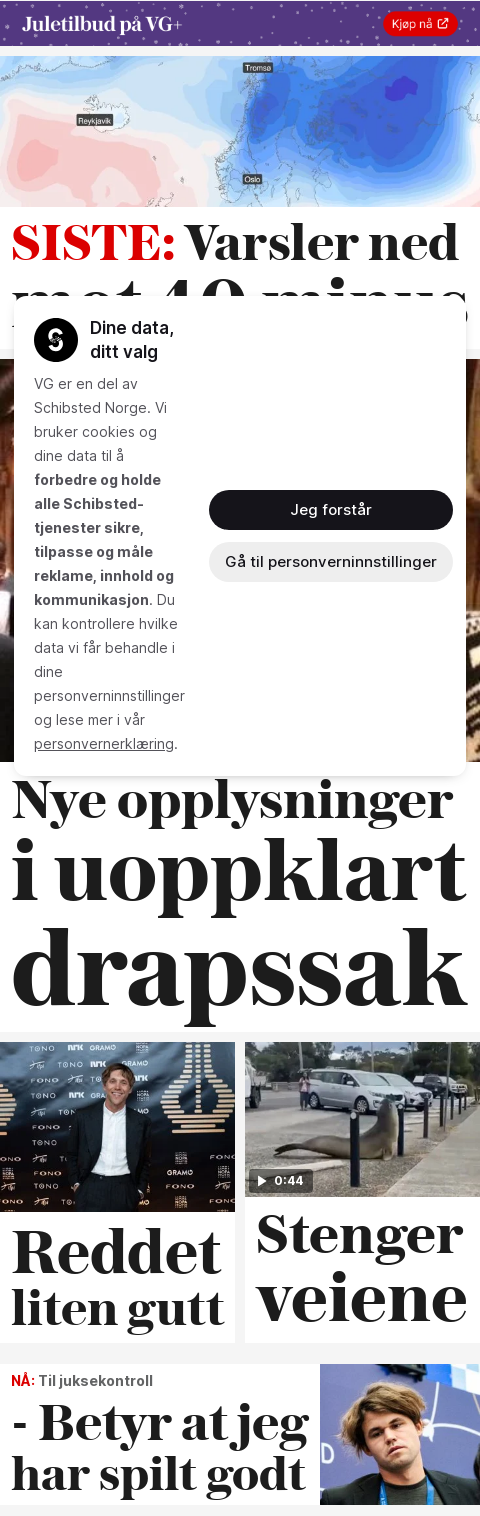 Juletilbud på VG+
Kjøp nå
Tromsø
Reykjavik
Oslo
SISTE: Varsler ned
mot 40 minus
Dine data,
ditt valg
VG er en del av
Schibsted Norge. Vi
bruker cookies og
dine data til å
forbedre og holde
alle Schibsted-
tjenester sikre,
tilpasse og måle
reklame, innhold og
kommunikasjon. Du
kan kontrollere hvilke
data vi får behandle i
dine
personverninnstillinger
og lese mer i vår
personvernerklæring.
Jeg forstår
Gå til personverninnstillinger
Nye opplysninger
i uoppklart
drapssak
TONO NRK GRAMO
FONO
TONO
GRAMO
0:44
Reddet
liten gutt
Stenger
veiene
NÅ: Til juksekontroll
- Betyr at jeg
har spilt godt